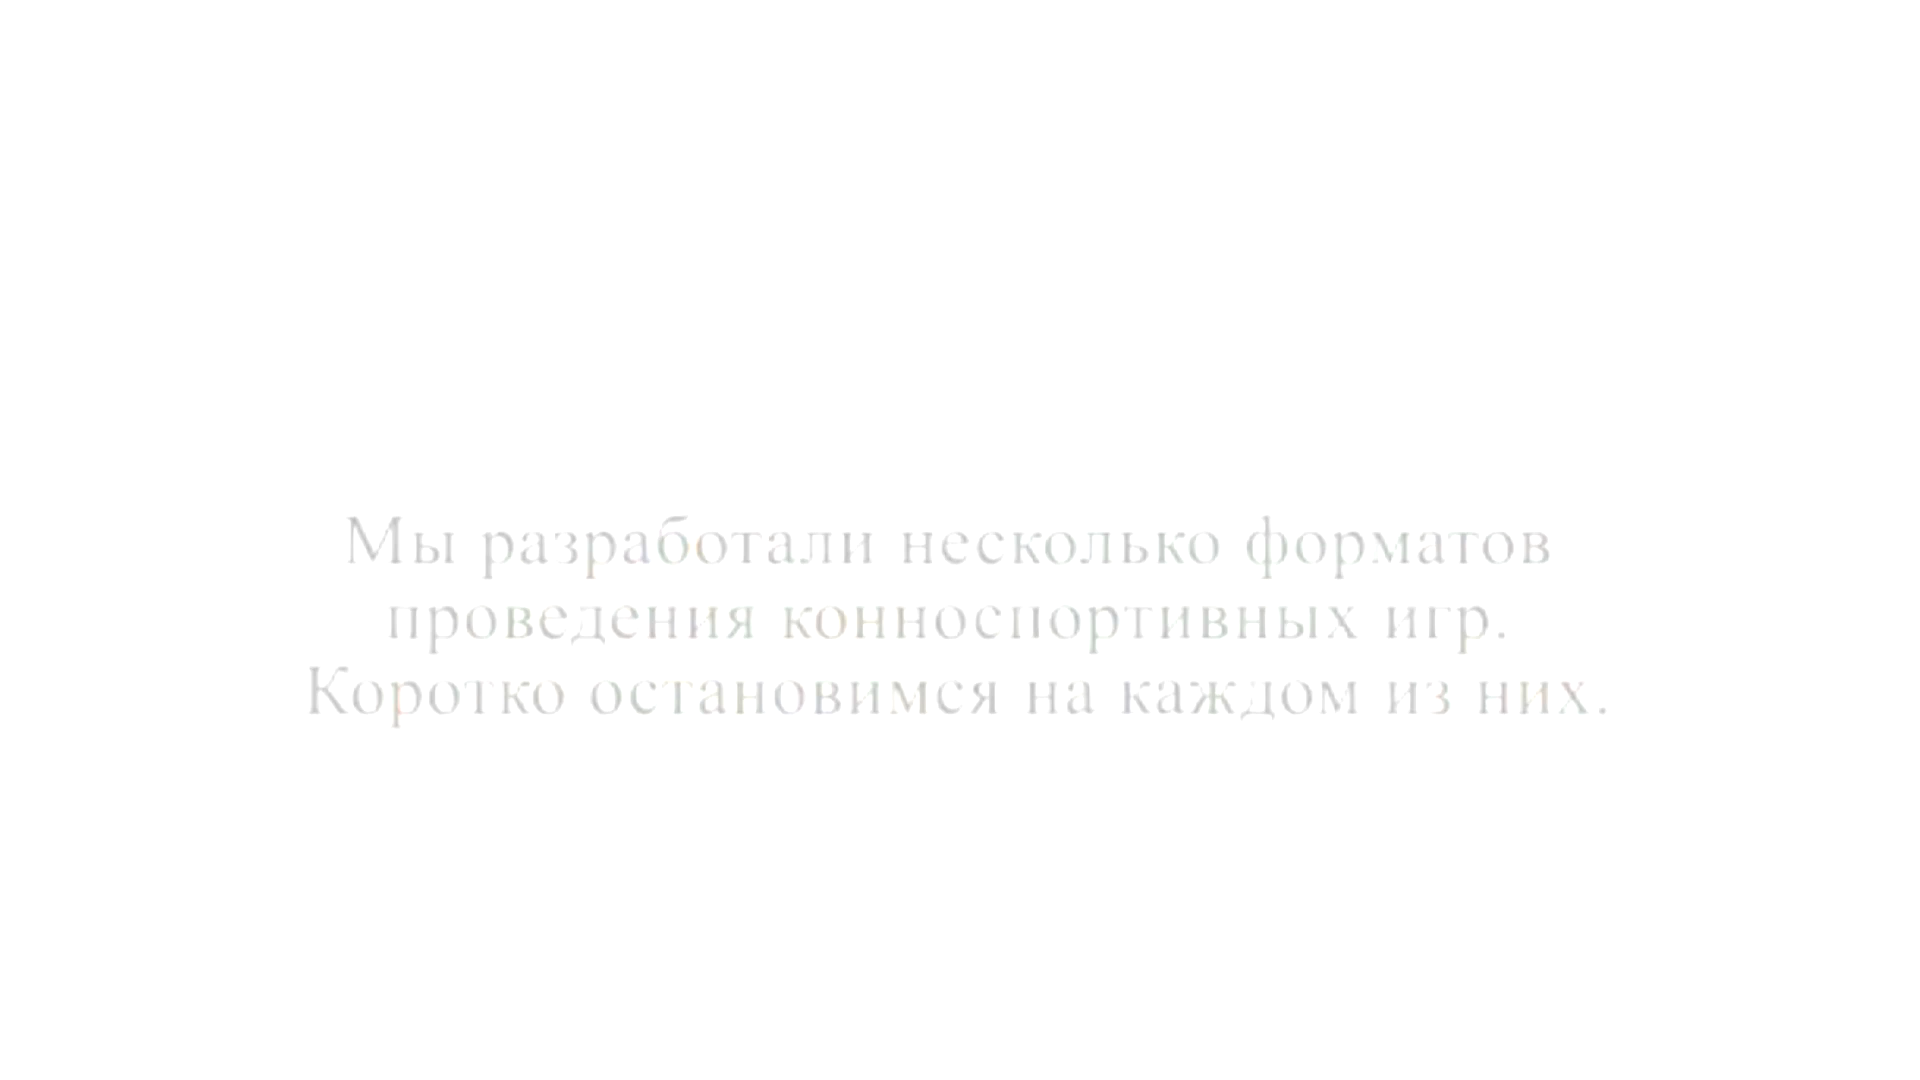 Мы разработали несколько форматов
проведения конноспортивных игр.
Коротко остановимся на каждом из них.